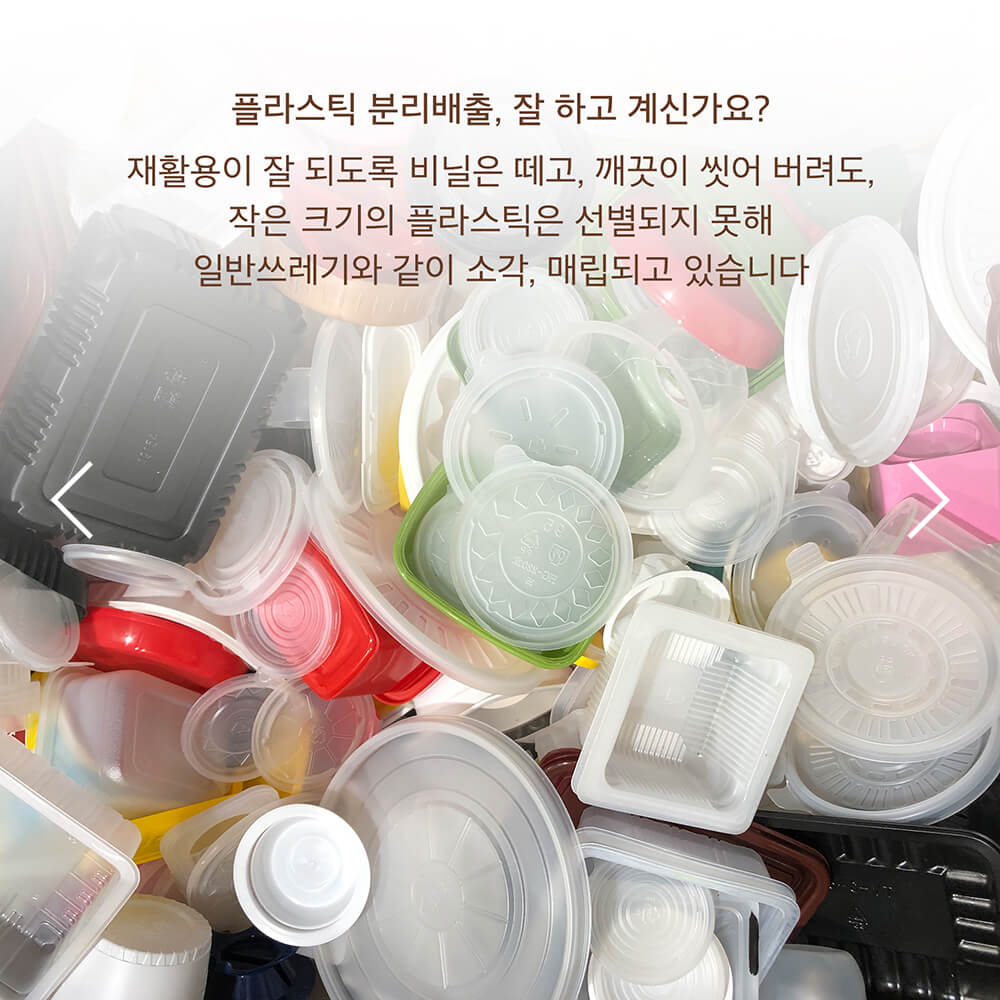 플라스틱 분리배출, 잘 하고 계신가요?
재활용이 잘 되도록 비닐은 떼고, 깨끗이 씻어 버려도,
작은 크기의 플라스틱은 선별되지 못해
일반쓰레기와 같이 소각, 매립되고 있습니다